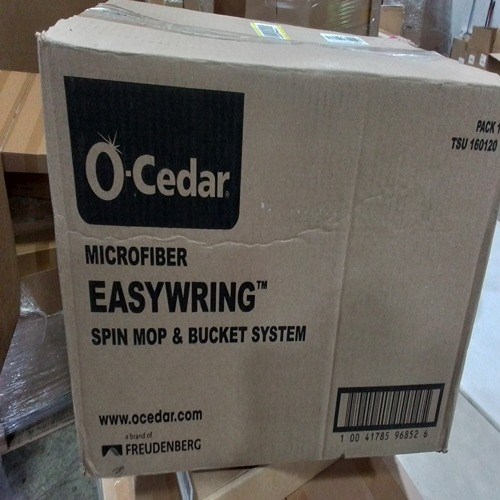 PACK 1
TSU 160120
O-Cedar®
MICROFIBER
EASYWRING™
SPIN MOP & BUCKET SYSTEM
www.ocedar.com
a brand of
FREUDENBERG
1 00 41785 96852 6